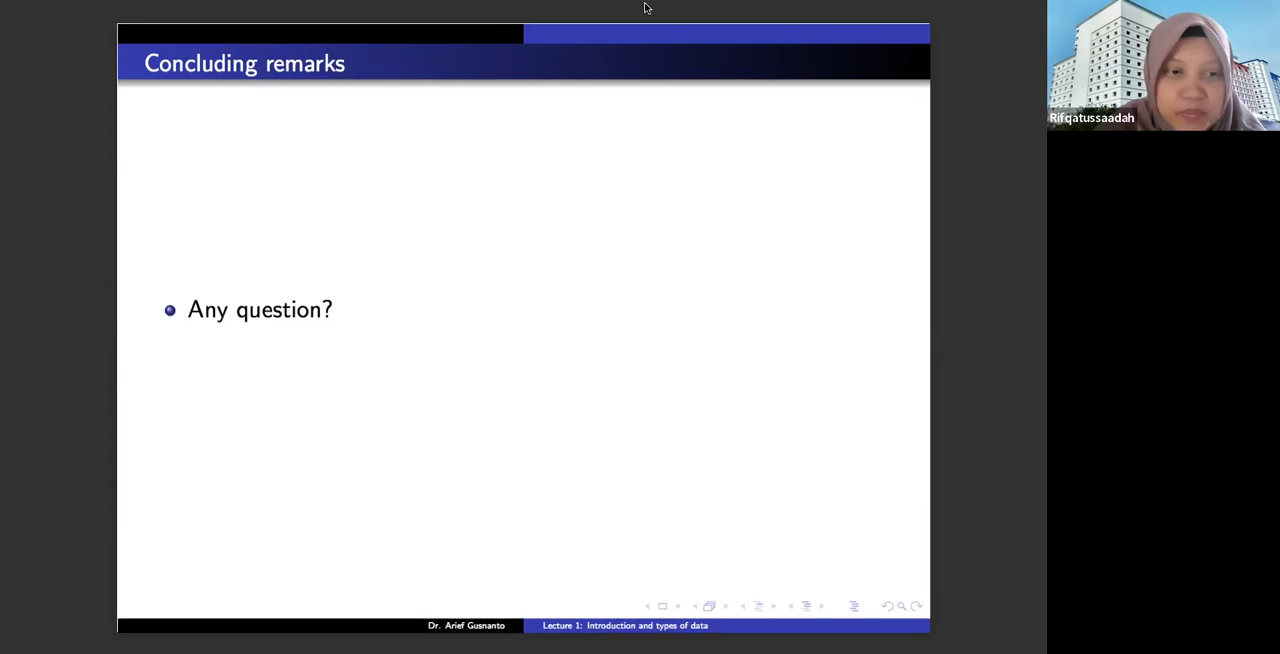 Concluding remarks
Any question?
Dr. Arief Gusnanto
Lecture 1: Introduction and types of data
Rifqatussaadah